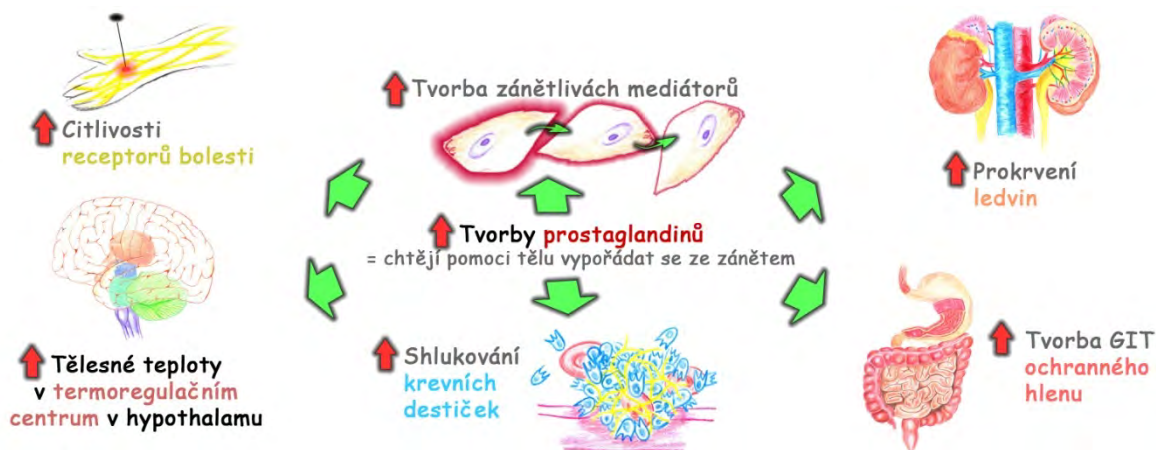 Citlivosti
receptorů bolesti
Tvorba zánětlivách mediátorů
Prokrvení
ledvin
Tvorby prostaglandinů
= chtějí pomoci tělu vypořádat se ze zánětem
Tělesné teploty
v termoregulačním
centrum v hypothalamu
Shlukování
krevních
destiček
Tvorba GIT
ochranného
hlenu